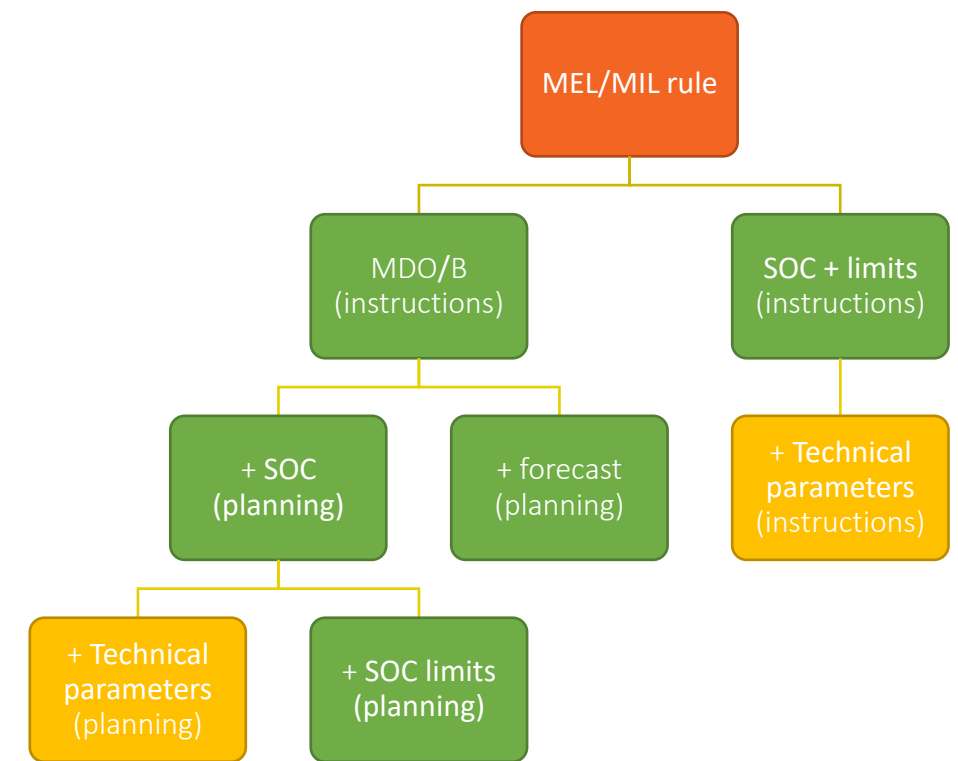 MEL/MIL rule
MDO/B
(instructions)
SOC + limits
(instructions)
+ SOC
(planning)
+ forecast
(planning)
+ Technical
parameters
(instructions)
+ Technical
parameters
(planning)
+ SOC limits
(planning)